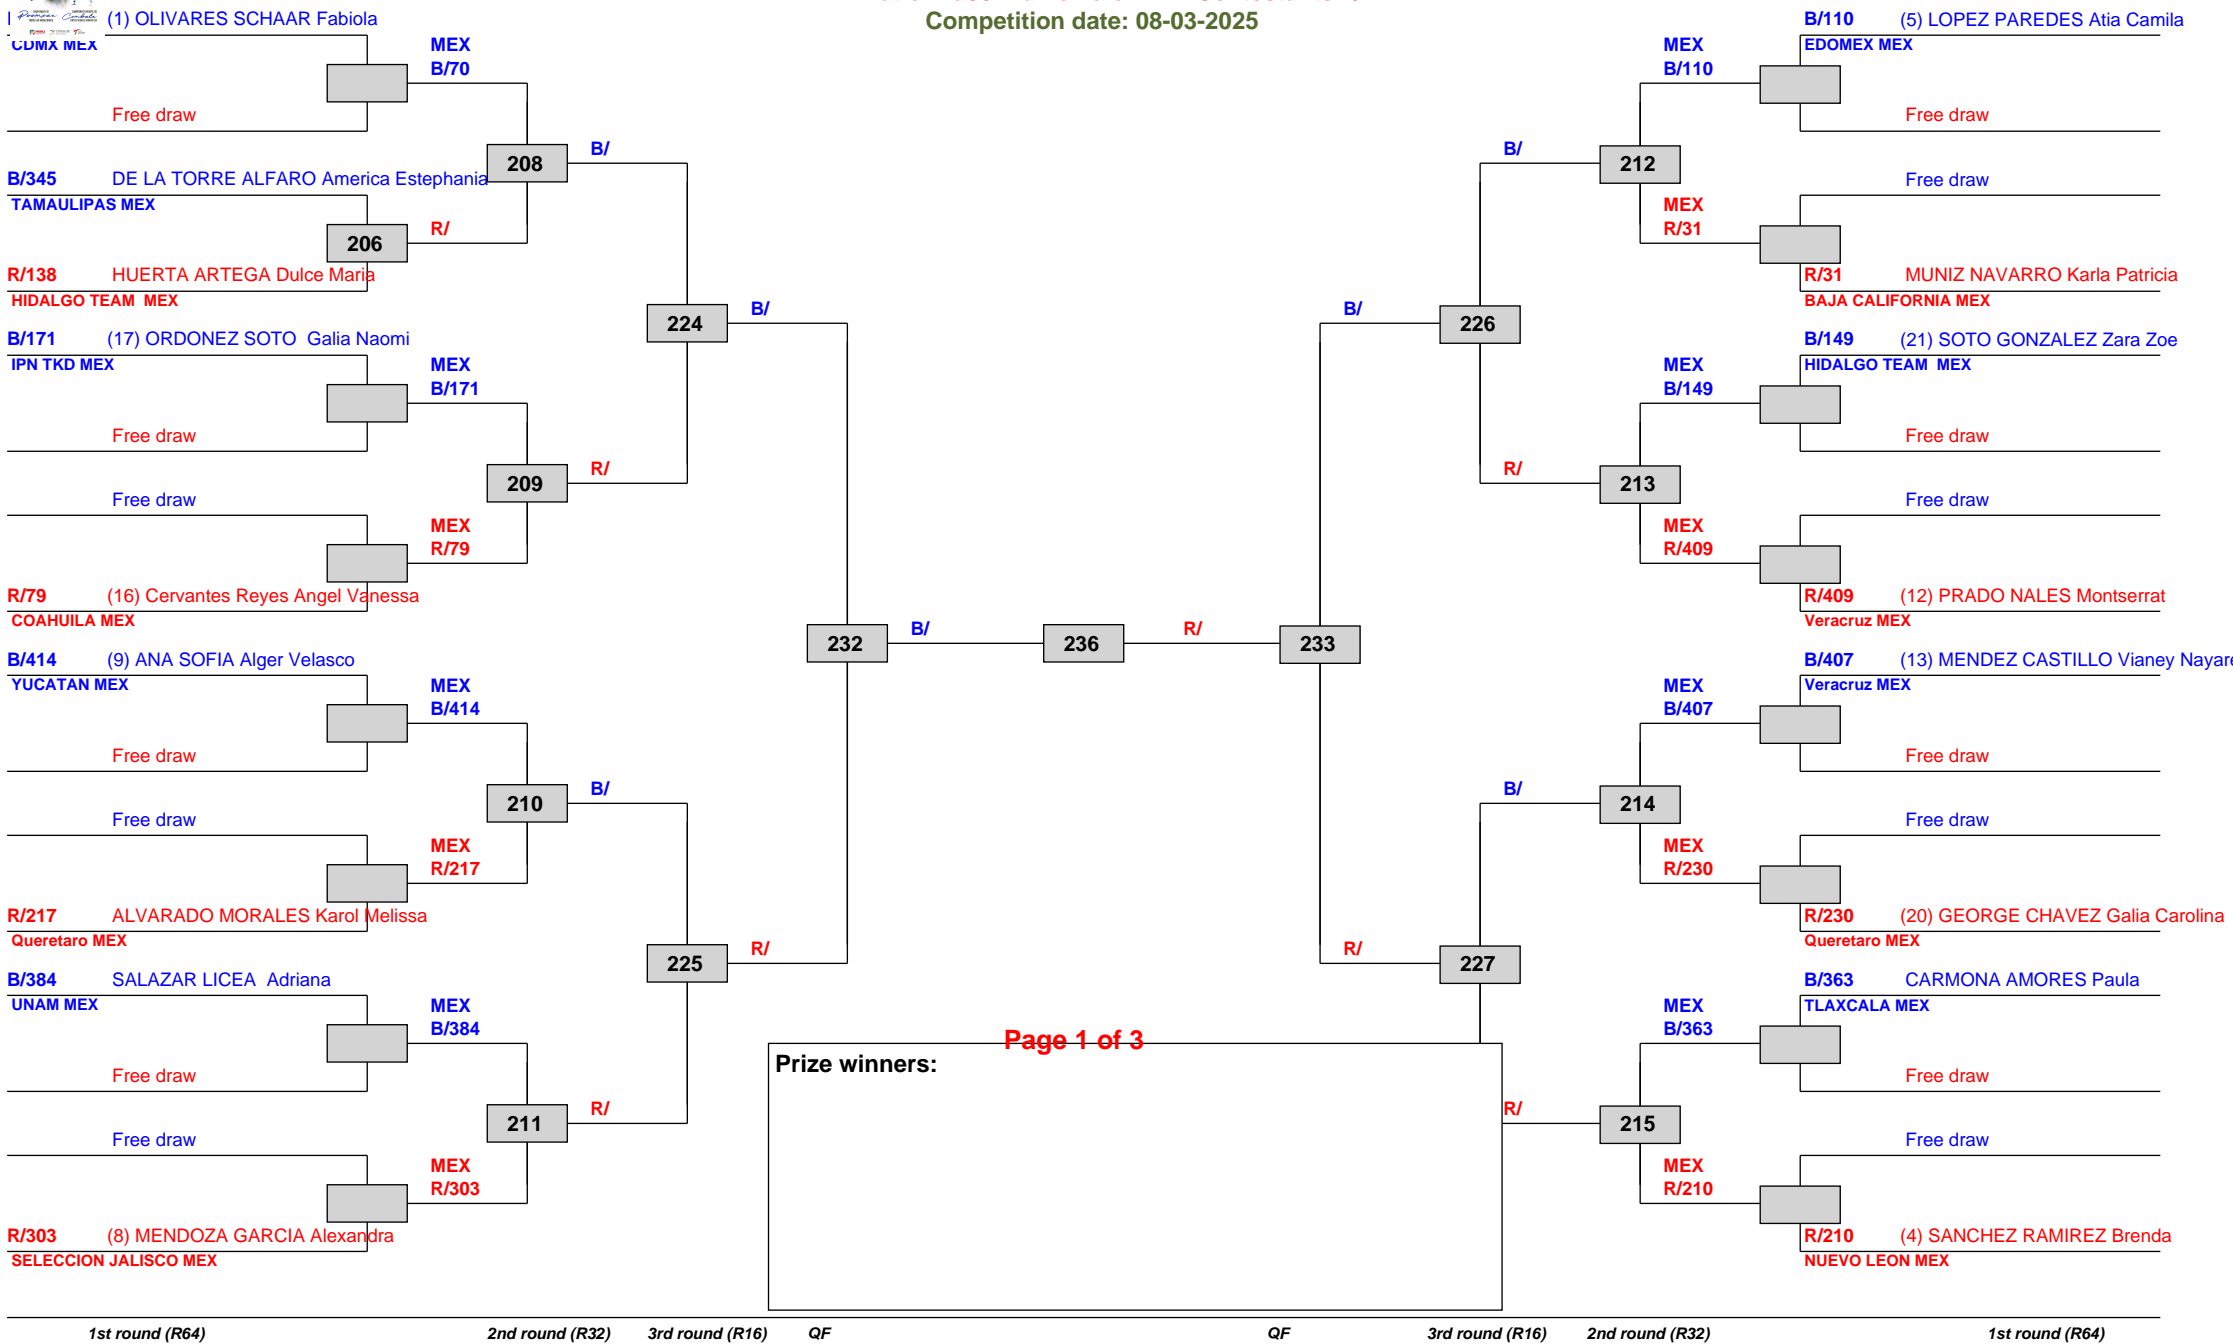 Competition date: 08-03-2025
(1) OLIVARES SCHAAR Fabiola
CDMX MEX
MEX
B/70
Free draw
208
B/
B/345 DE LA TORRE ALFARO America Estephania
TAMAULIPAS MEX
206
R/
R/138 HUERTA ARTEGA Dulce Maria
HIDALGO TEAM MEX
224
B/
B/171 (17) ORDONEZ SOTO Galia Naomi
IPN TKD MEX
MEX
B/171
Free draw
209
R/
Free draw
MEX
R/79
R/79 (16) Cervantes Reyes Angel Vanessa
COAHUILA MEX
232
B/
236
R/
233
B/414 (9) ANA SOFIA Alger Velasco
YUCATAN MEX
MEX
B/414
Free draw
210
B/
Free draw
MEX
R/217
R/217 ALVARADO MORALES Karol Melissa
Queretaro MEX
225
R/
B/384 SALAZAR LICEA Adriana
UNAM MEX
MEX
B/384
Free draw
211
R/
Free draw
MEX
R/303
R/303 (8) MENDOZA GARCIA Alexandra
SELECCION JALISCO MEX
B/110 (5) LOPEZ PAREDES Atia Camila
EDOMEX MEX
MEX
B/110
Free draw
B/
212
Free draw
MEX
R/31
R/31 MUNIZ NAVARRO Karla Patricia
BAJA CALIFORNIA MEX
B/
226
B/149 (21) SOTO GONZALEZ Zara Zoe
HIDALGO TEAM MEX
MEX
B/149
Free draw
R/
213
Free draw
MEX
R/409
R/409 (12) PRADO NALES Montserrat
Veracruz MEX
B/407 (13) MENDEZ CASTILLO Vianey Nayare
Veracruz MEX
MEX
B/407
Free draw
B/
214
Free draw
MEX
R/230
R/230 (20) GEORGE CHAVEZ Galia Carolina
Queretaro MEX
R/
227
B/363 CARMONA AMORES Paula
TLAXCALA MEX
MEX
B/363
Free draw
R/
215
Free draw
MEX
R/210
R/210 (4) SANCHEZ RAMIREZ Brenda
NUEVO LEON MEX
Page 1 of 3
Prize winners:
1st round (R64) 2nd round (R32) 3rd round (R16) QF QF 3rd round (R16) 2nd round (R32) 1st round (R64)